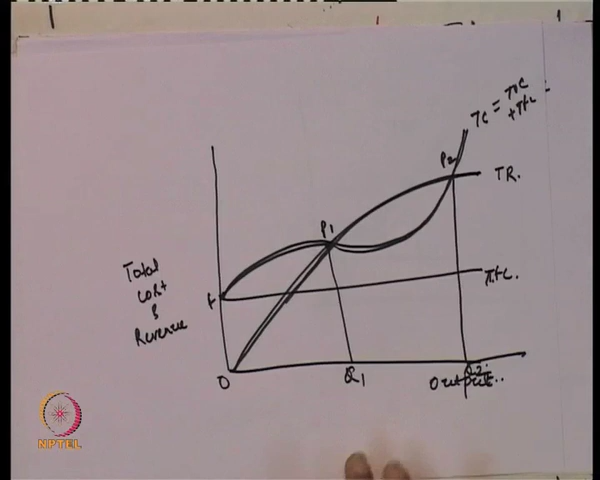 TC = TVC
+ TFC
P2
TR.
P1
Total
cost
&
Revenue
F
TFC.
O
Q1
Q2
Output..
NPTEL